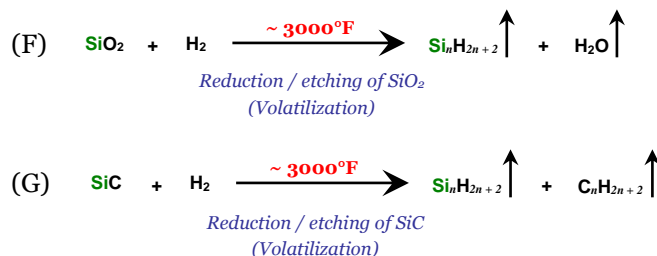 ~ 3000°F
(F) SiO₂ + H₂ SiₙH₂ₙ₊₂ + H₂O
Reduction / etching of SiO₂
(Volatilization)
~ 3000°F
(G) SiC + H₂ SiₙH₂ₙ₊₂ + CₙH₂ₙ₊₂
Reduction / etching of SiC
(Volatilization)